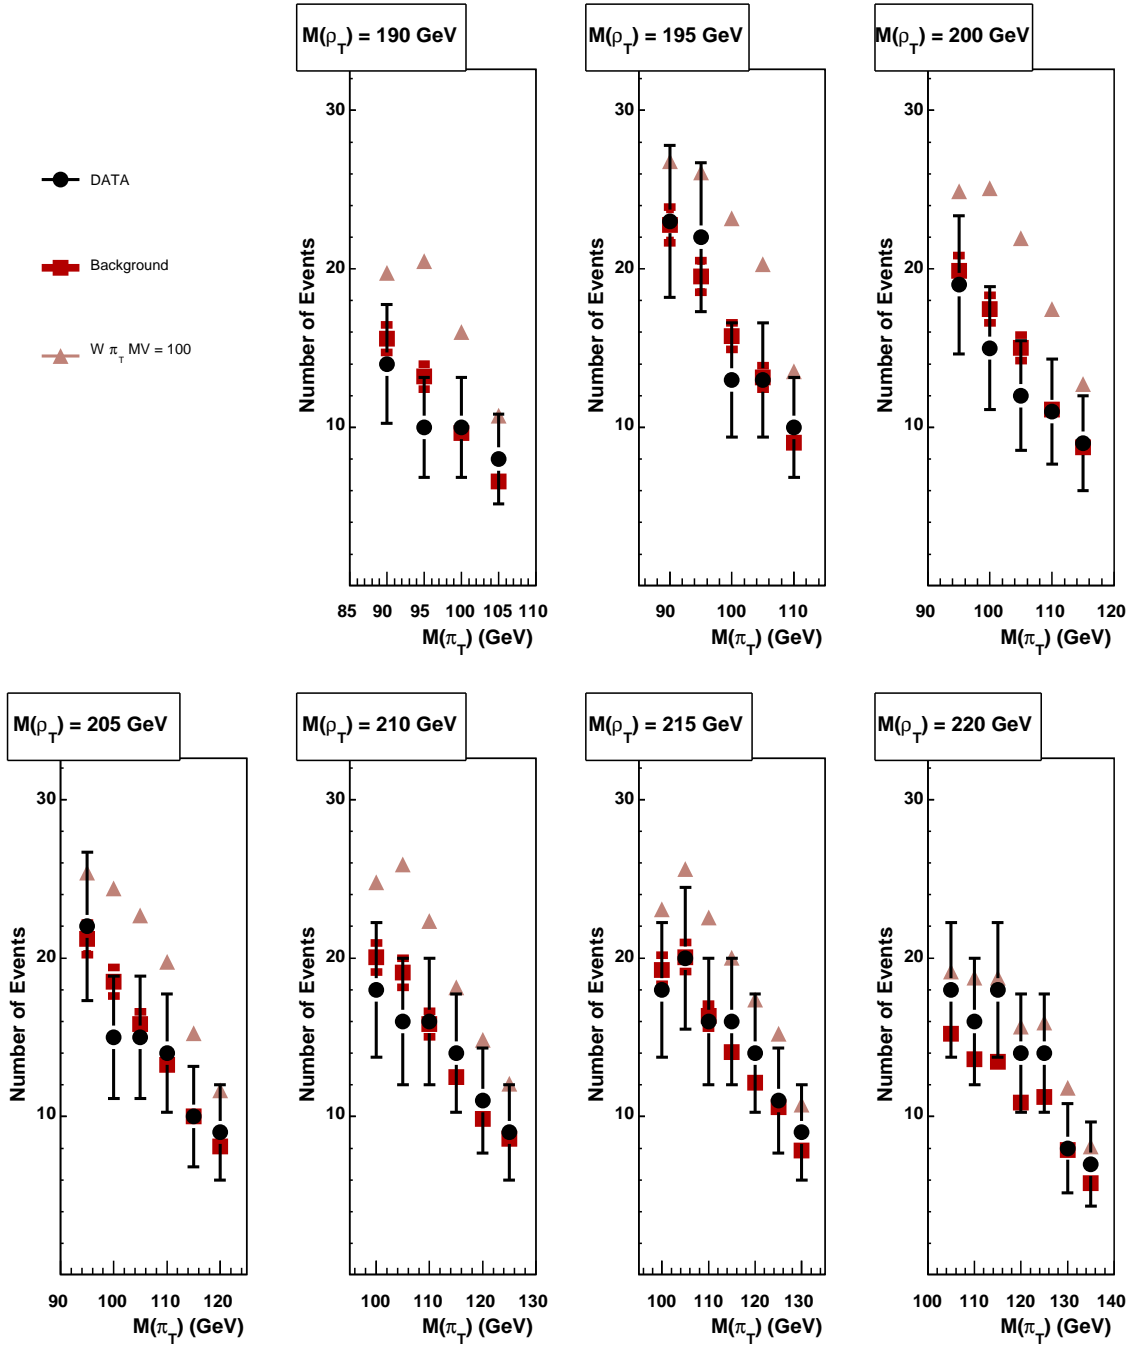 M(ρ_T) = 190 GeV
M(ρ_T) = 195 GeV
M(ρ_T) = 200 GeV
DATA
Background
W π_T MV = 100
Number of Events
30
20
10
85 90 95 100 105 110
M(π_T) (GeV)
Number of Events
30
20
10
90 100 110
M(π_T) (GeV)
Number of Events
30
20
10
90 100 110 120
M(π_T) (GeV)
M(ρ_T) = 205 GeV
M(ρ_T) = 210 GeV
M(ρ_T) = 215 GeV
M(ρ_T) = 220 GeV
Number of Events
30
20
10
90 100 110 120
M(π_T) (GeV)
Number of Events
30
20
10
100 110 120 130
M(π_T) (GeV)
Number of Events
30
20
10
100 110 120 130
M(π_T) (GeV)
Number of Events
30
20
10
100 110 120 130 140
M(π_T) (GeV)